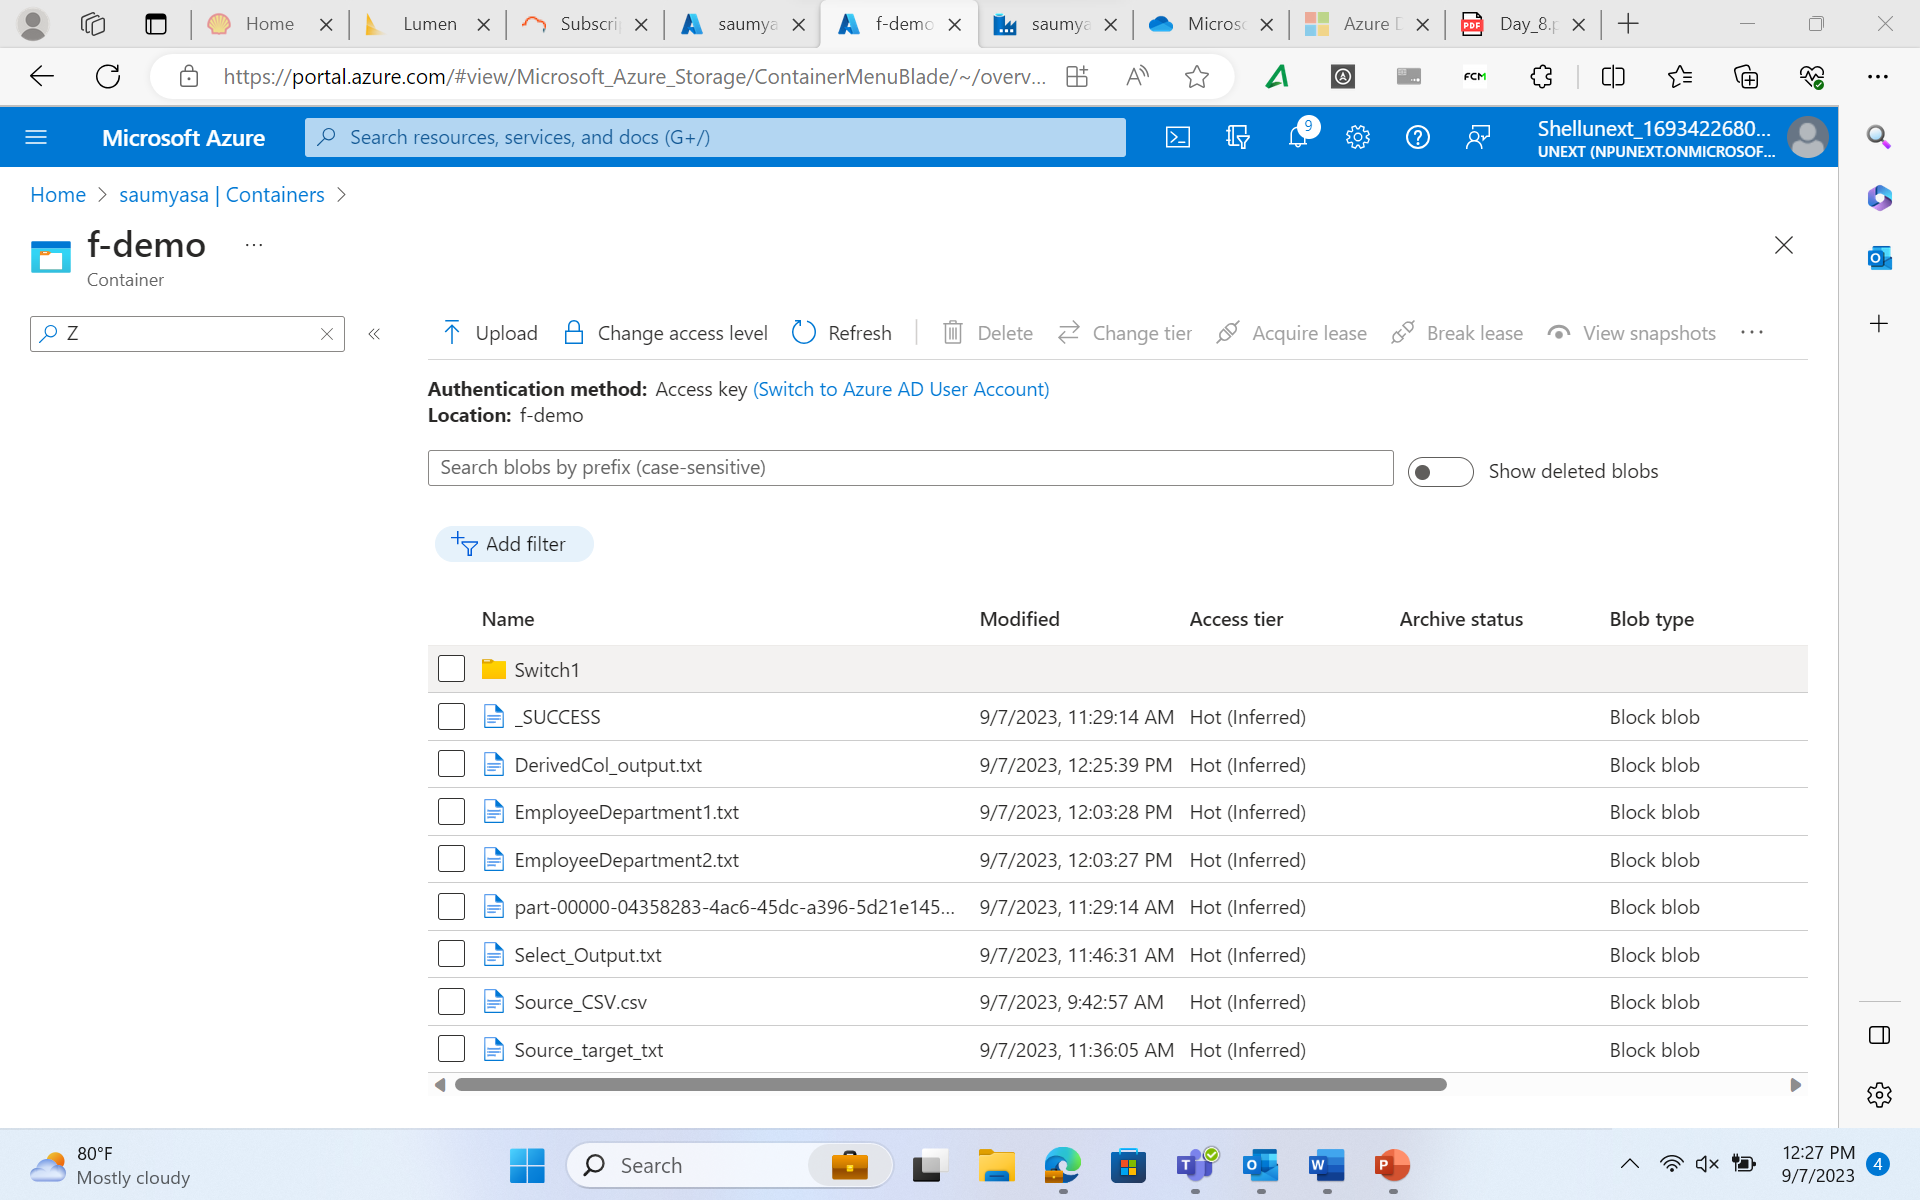 Home
Lumen
Subscri
saumya
f-demo
saumya
Micros
Azure D
PDF
Day_8.p
https://portal.azure.com/#view/Microsoft_Azure_Storage/ContainerMenuBlade/~/overv...
FCM
Microsoft Azure
Search resources, services, and docs (G+/)
9
Shellunext_1693422680...
UNEXT (NPUNEXT.ONMICROSOF...
Home > saumyasa | Containers >
f-demo ...
Container
Z
«
Upload
Change access level
Refresh
Delete
Change tier
Acquire lease
Break lease
View snapshots
...
Authentication method: Access key (Switch to Azure AD User Account)
Location: f-demo
Search blobs by prefix (case-sensitive)
Show deleted blobs
Add filter
Name Modified Access tier Archive status Blob type
Switch1
_SUCCESS 9/7/2023, 11:29:14 AM Hot (Inferred) Block blob
DerivedCol_output.txt 9/7/2023, 12:25:39 PM Hot (Inferred) Block blob
EmployeeDepartment1.txt 9/7/2023, 12:03:28 PM Hot (Inferred) Block blob
EmployeeDepartment2.txt 9/7/2023, 12:03:27 PM Hot (Inferred) Block blob
part-00000-04358283-4ac6-45dc-a396-5d21e145... 9/7/2023, 11:29:14 AM Hot (Inferred) Block blob
Select_Output.txt 9/7/2023, 11:46:31 AM Hot (Inferred) Block blob
Source_CSV.csv 9/7/2023, 9:42:57 AM Hot (Inferred) Block blob
Source_target_txt 9/7/2023, 11:36:05 AM Hot (Inferred) Block blob
80°F
Mostly cloudy
Search
12:27 PM
9/7/2023
4